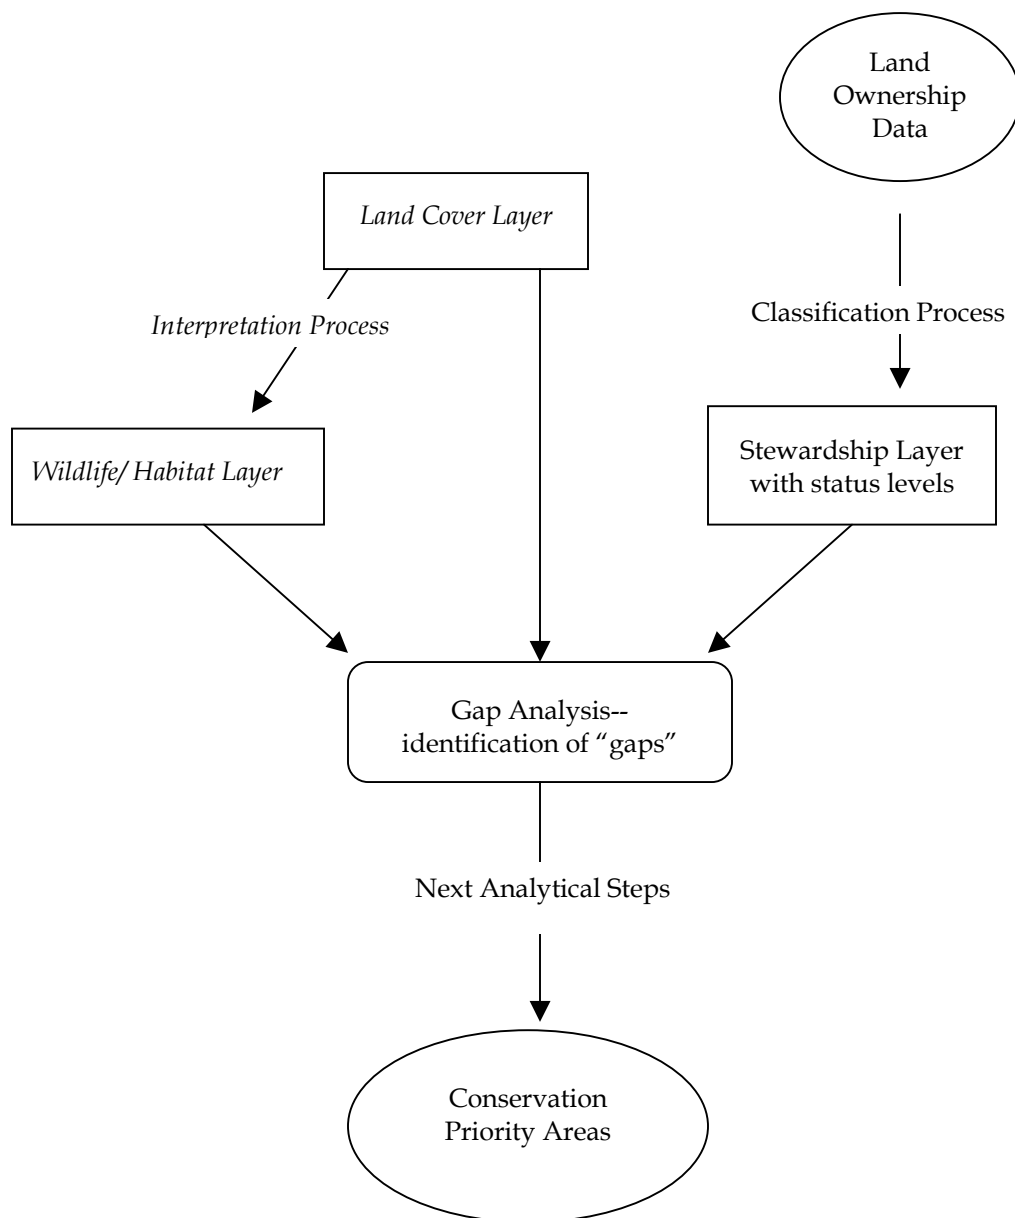 Land
Ownership
Data
Land Cover Layer
Interpretation Process
Classification Process
Wildlife/ Habitat Layer
Stewardship Layer
with status levels
Gap Analysis--
identification of “gaps”
Next Analytical Steps
Conservation
Priority Areas